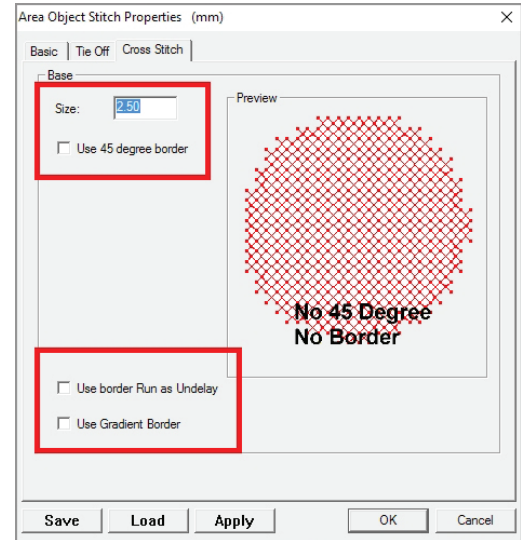 Area Object Stitch Properties (mm)
Basic Tie Off Cross Stitch
Base
Size: 2.50
Use 45 degree border
Preview
No 45 Degree
No Border
Use border Run as Undelay
Use Gradient Border
Save Load Apply OK Cancel